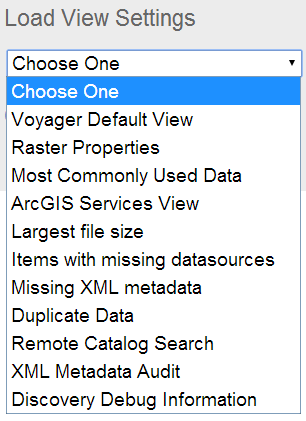 Load View Settings
Choose One
Choose One
Voyager Default View
Raster Properties
Most Commonly Used Data
ArcGIS Services View
Largest file size
Items with missing datasources
Missing XML metadata
Duplicate Data
Remote Catalog Search
XML Metadata Audit
Discovery Debug Information